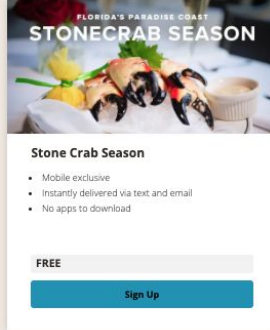 FLORIDA'S PARADISE COAST
STONECRAB SEASON
Stone Crab Season
• Mobile exclusive
• Instantly delivered via text and email
• No apps to download
FREE
Sign Up